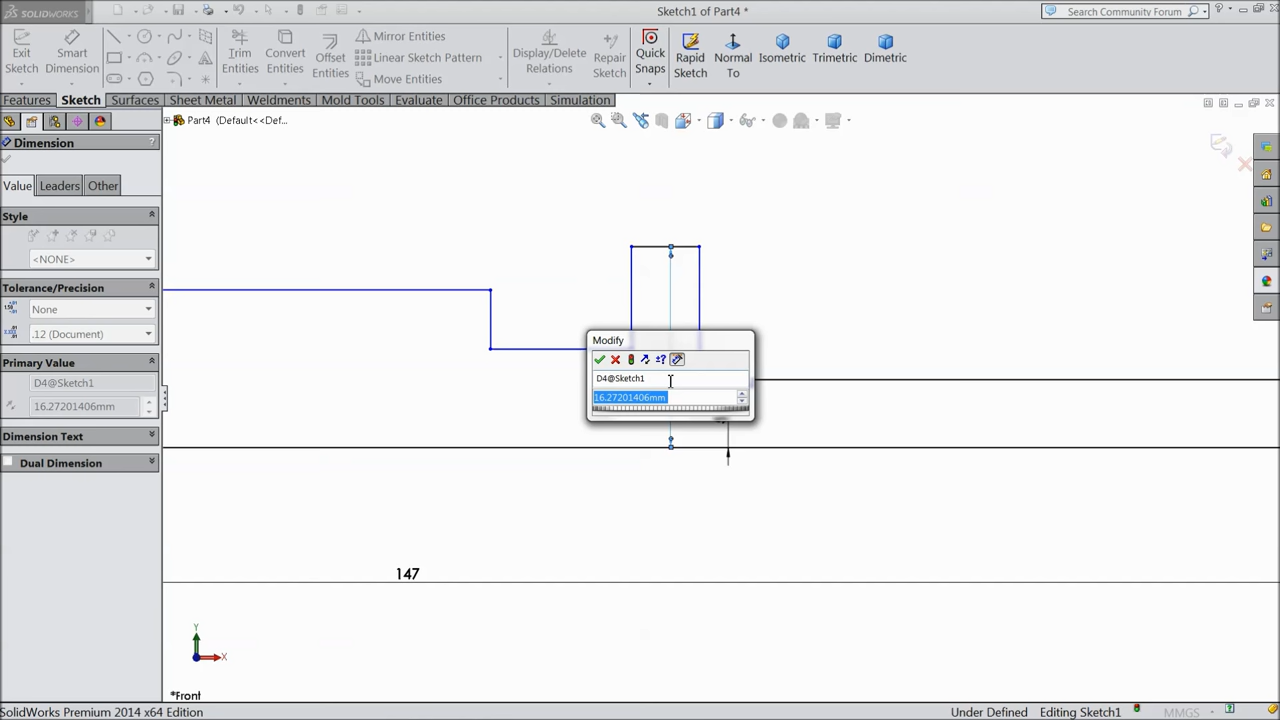 SOLIDWORKS
Sketch1 of Part4 *
Search Community Forum
?
Exit Sketch
Smart Dimension
Trim Entities
Convert Entities
Offset Entities
Mirror Entities
Linear Sketch Pattern
Move Entities
Display/Delete Relations
Repair Sketch
Quick Snaps
Rapid Sketch
Normal To
Isometric
Trimetric
Dimetric
Features Sketch Surfaces Sheet Metal Weldments Mold Tools Evaluate Office Products Simulation
Part4 (Default<<Def...
Dimension ?
Value Leaders Other
Style
<NONE>
Tolerance/Precision
None
.12 (Document)
Primary Value
D4@Sketch1
16.27201406mm
Dimension Text
Dual Dimension
Modify
±?
D4@Sketch1
16.27201406mm
147
Y
X
*Front
SolidWorks Premium 2014 x64 Edition
Under Defined Editing Sketch1 MMGS ?